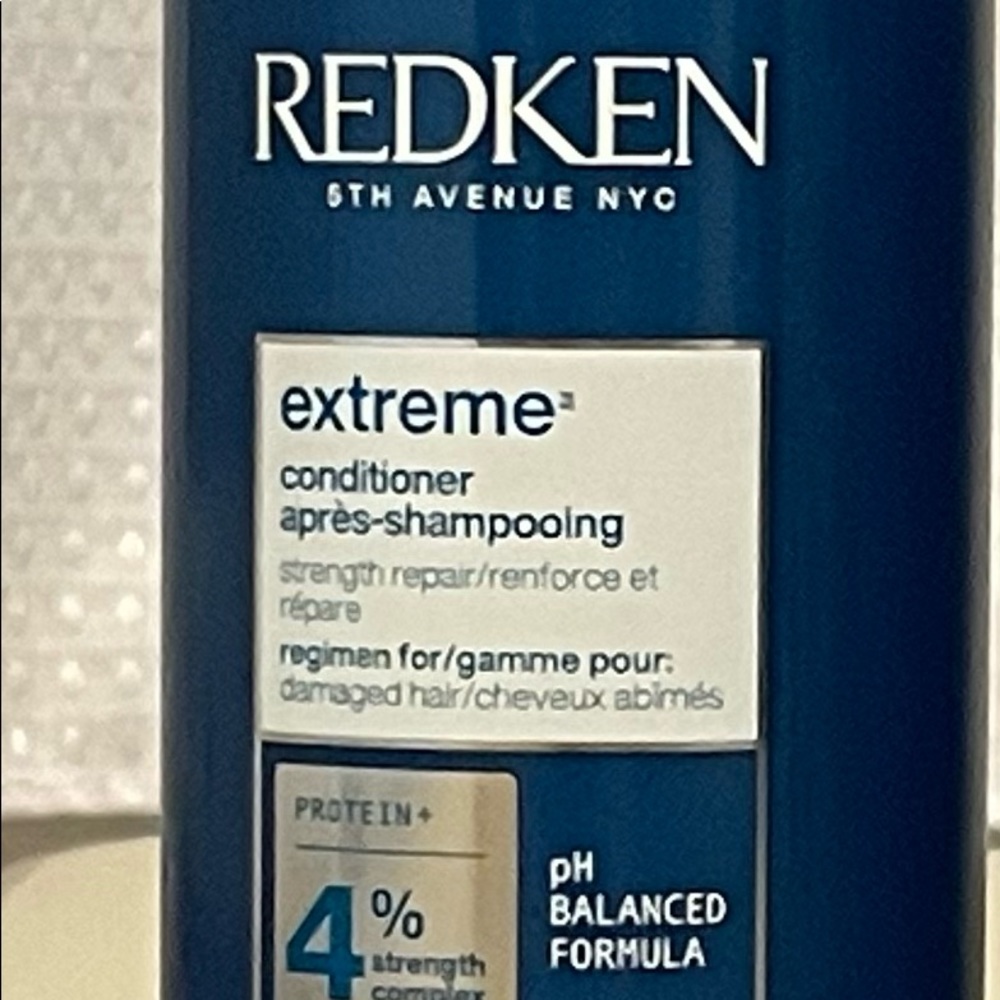 REDKEN
5TH AVENUE NYC
extreme
conditioner
après-shampooing
strength repair/renforce et
répare
regimen for/gamme pour:
damaged hair/cheveux abîmés
PROTEIN+
4%
strength
complex
pH
BALANCED
FORMULA